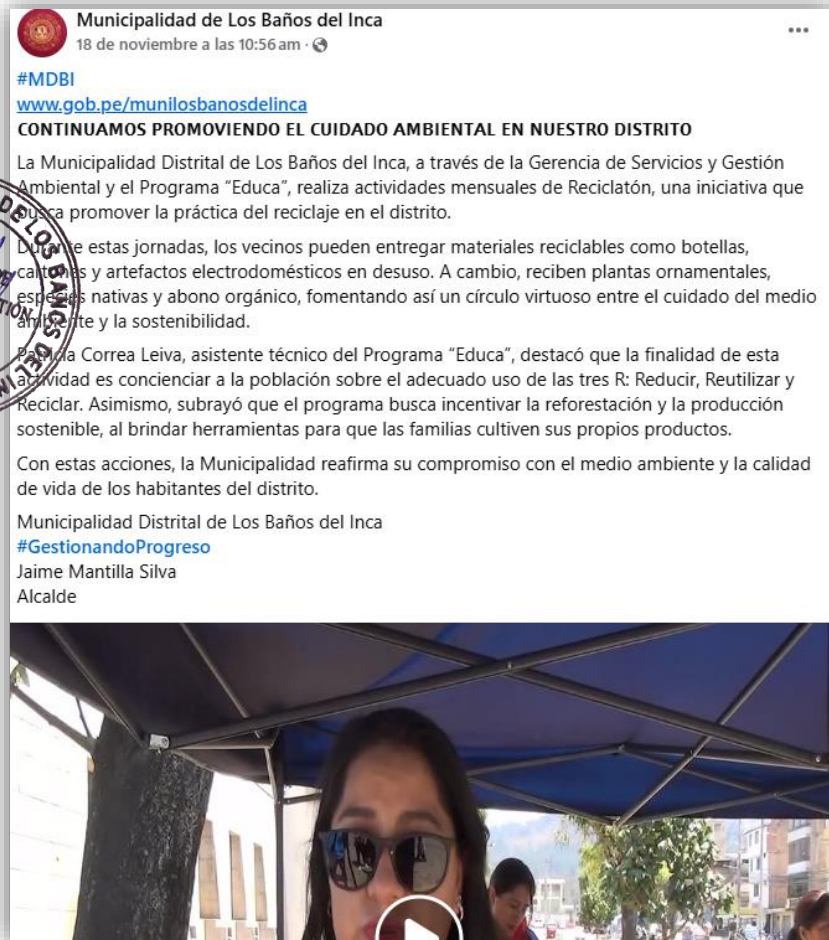 Municipalidad de Los Baños del Inca
18 de noviembre a las 10:56 am ·
#MDBI
www.gob.pe/munilosbanosdelinca
CONTINUAMOS PROMOVIENDO EL CUIDADO AMBIENTAL EN NUESTRO DISTRITO
La Municipalidad Distrital de Los Baños del Inca, a través de la Gerencia de Servicios y Gestión
Ambiental y el Programa “Educa”, realiza actividades mensuales de Reciclatón, una iniciativa que
busca promover la práctica del reciclaje en el distrito.
Durante estas jornadas, los vecinos pueden entregar materiales reciclables como botellas,
cartones y artefactos electrodomésticos en desuso. A cambio, reciben plantas ornamentales,
especies nativas y abono orgánico, fomentando así un círculo virtuoso entre el cuidado del medio
ambiente y la sostenibilidad.
Patricia Correa Leiva, asistente técnico del Programa “Educa”, destacó que la finalidad de esta
actividad es concienciar a la población sobre el adecuado uso de las tres R: Reducir, Reutilizar y
Reciclar. Asimismo, subrayó que el programa busca incentivar la reforestación y la producción
sostenible, al brindar herramientas para que las familias cultiven sus propios productos.
Con estas acciones, la Municipalidad reafirma su compromiso con el medio ambiente y la calidad
de vida de los habitantes del distrito.
Municipalidad Distrital de Los Baños del Inca
#GestionandoProgreso
Jaime Mantilla Silva
Alcalde
DE LOS BAÑOS DEL